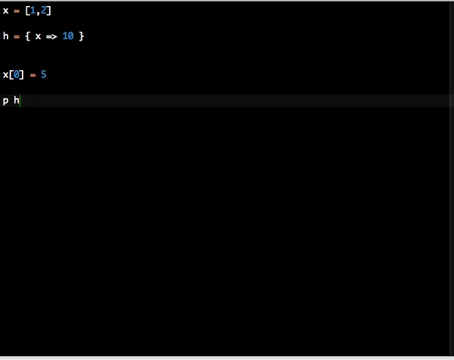 x = [1,2]
h = { x => 10 }
x[0] = 5
p h